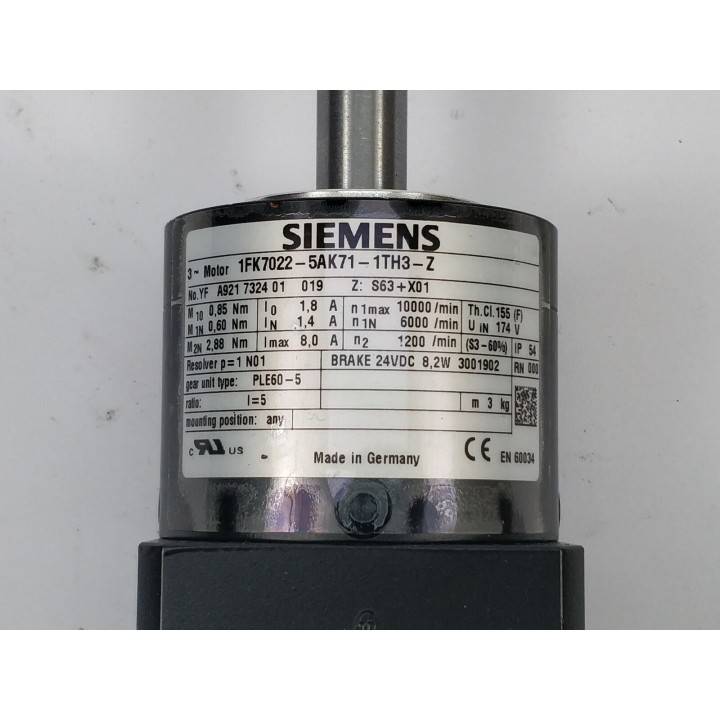 SIEMENS
3~ Motor 1FK7022-5AK71-1TH3-Z
No. YF A921 7324 01 019 Z: S63+X01
M10 0,85 Nm I0 1,8 A n1max 10000 /min Th.Cl.155 (F)
M1N 0,60 Nm IN 1,4 A n1N 6000 /min U IN 174 V
M2N 2,88 Nm Imax 8,0 A n2 1200 /min (S3-60%) IP 54
Resolver p=1 N01 BRAKE 24VDC 8,2W 3001902 RN 000
gear unit type: PLE60-5
ratio: I=5 m 3 kg
mounting position: any
c RU US Made in Germany CE EN 60034